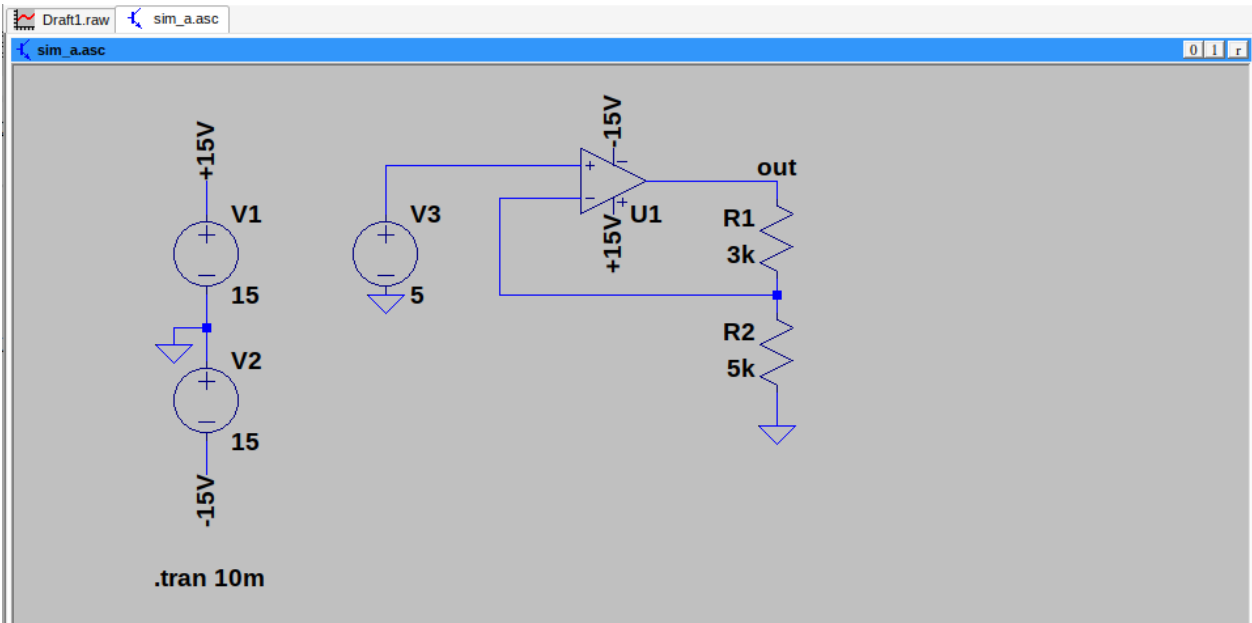 Draft1.raw
sim_a.asc
sim_a.asc
0 1 r
+15V
V1
15
V2
15
-15V
.tran 10m
V3
5
-15V
+ -
- +
U1
+15V
out
R1
3k
R2
5k